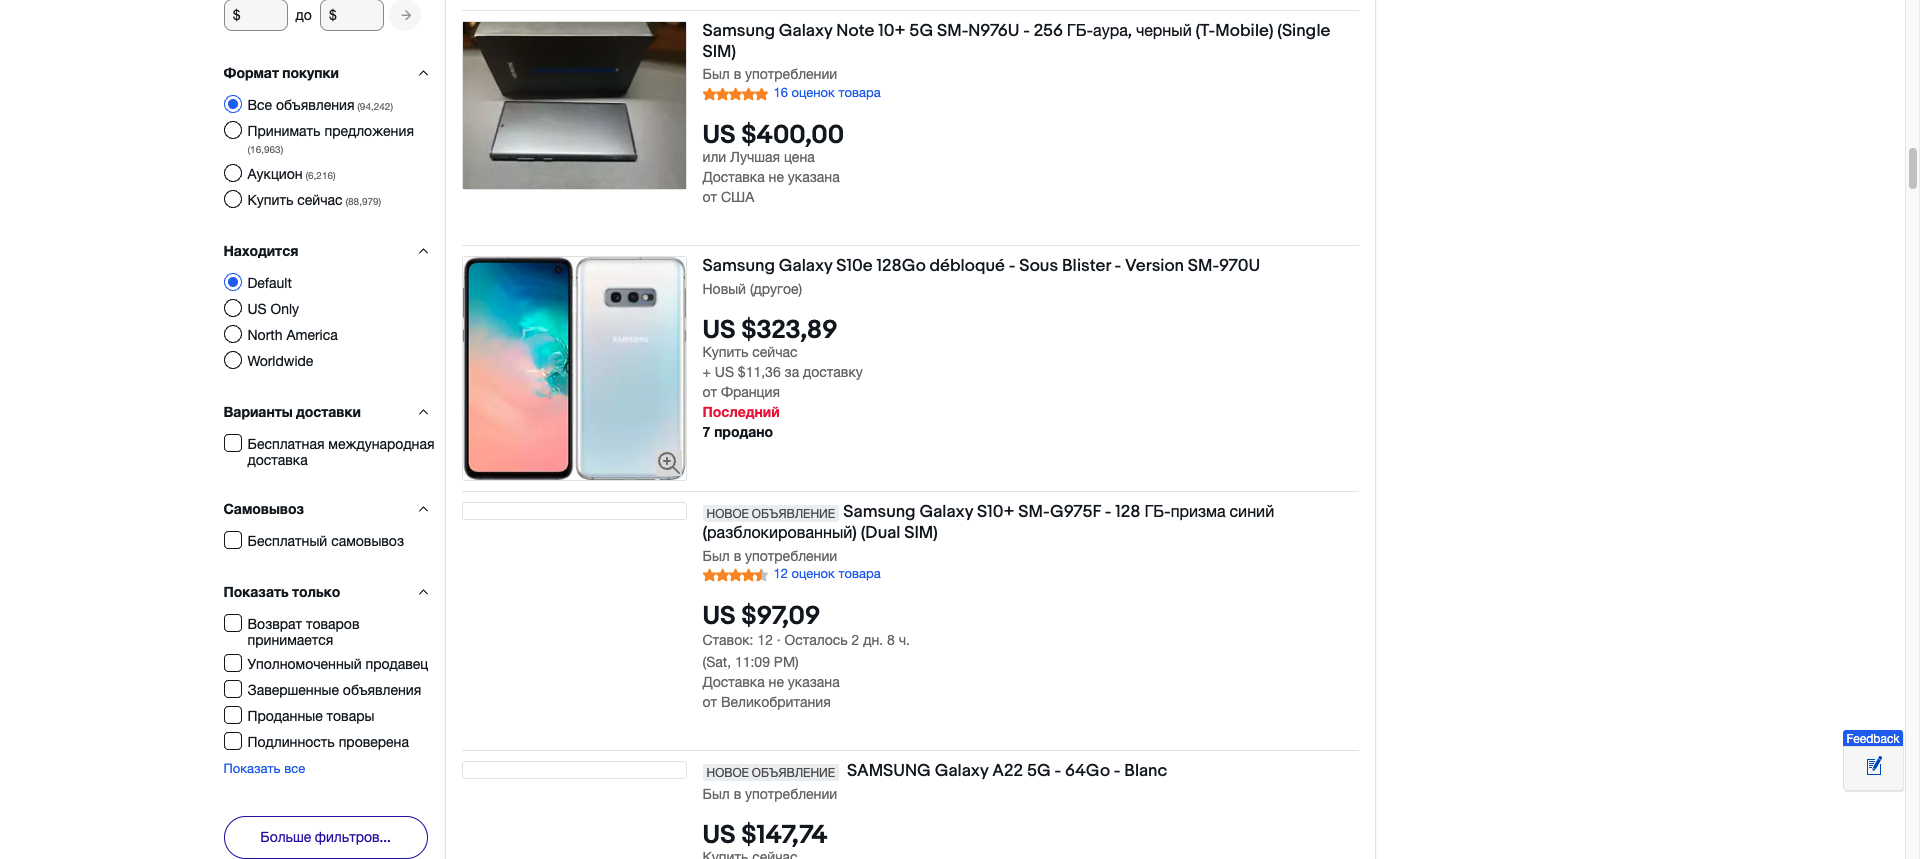 $
до
$
Формат покупки
Все объявления (94,242)
Принимать предложения
(16,963)
Аукцион (6,216)
Купить сейчас (88,979)
Находится
Default
US Only
North America
Worldwide
Варианты доставки
Бесплатная международная
доставка
Самовывоз
Бесплатный самовывоз
Показать только
Возврат товаров
принимается
Уполномоченный продавец
Завершенные объявления
Проданные товары
Подлинность проверена
Показать все
Больше фильтров...
Samsung Galaxy Note 10+ 5G SM-N976U - 256 ГБ-аура, черный (T-Mobile) (Single
SIM)
Был в употреблении
16 оценок товара
US $400,00
или Лучшая цена
Доставка не указана
от США
Samsung Galaxy S10e 128Go débloqué - Sous Blister - Version SM-970U
Новый (другое)
US $323,89
Купить сейчас
+ US $11,36 за доставку
от Франция
Последний
7 продано
SAMSUNG
НОВОЕ ОБЪЯВЛЕНИЕ Samsung Galaxy S10+ SM-G975F - 128 ГБ-призма синий
(разблокированный) (Dual SIM)
Был в употреблении
12 оценок товара
US $97,09
Ставок: 12 · Осталось 2 дн. 8 ч.
(Sat, 11:09 PM)
Доставка не указана
от Великобритания
НОВОЕ ОБЪЯВЛЕНИЕ SAMSUNG Galaxy A22 5G - 64Go - Blanc
Был в употреблении
US $147,74
Купить сейчас
Feedback